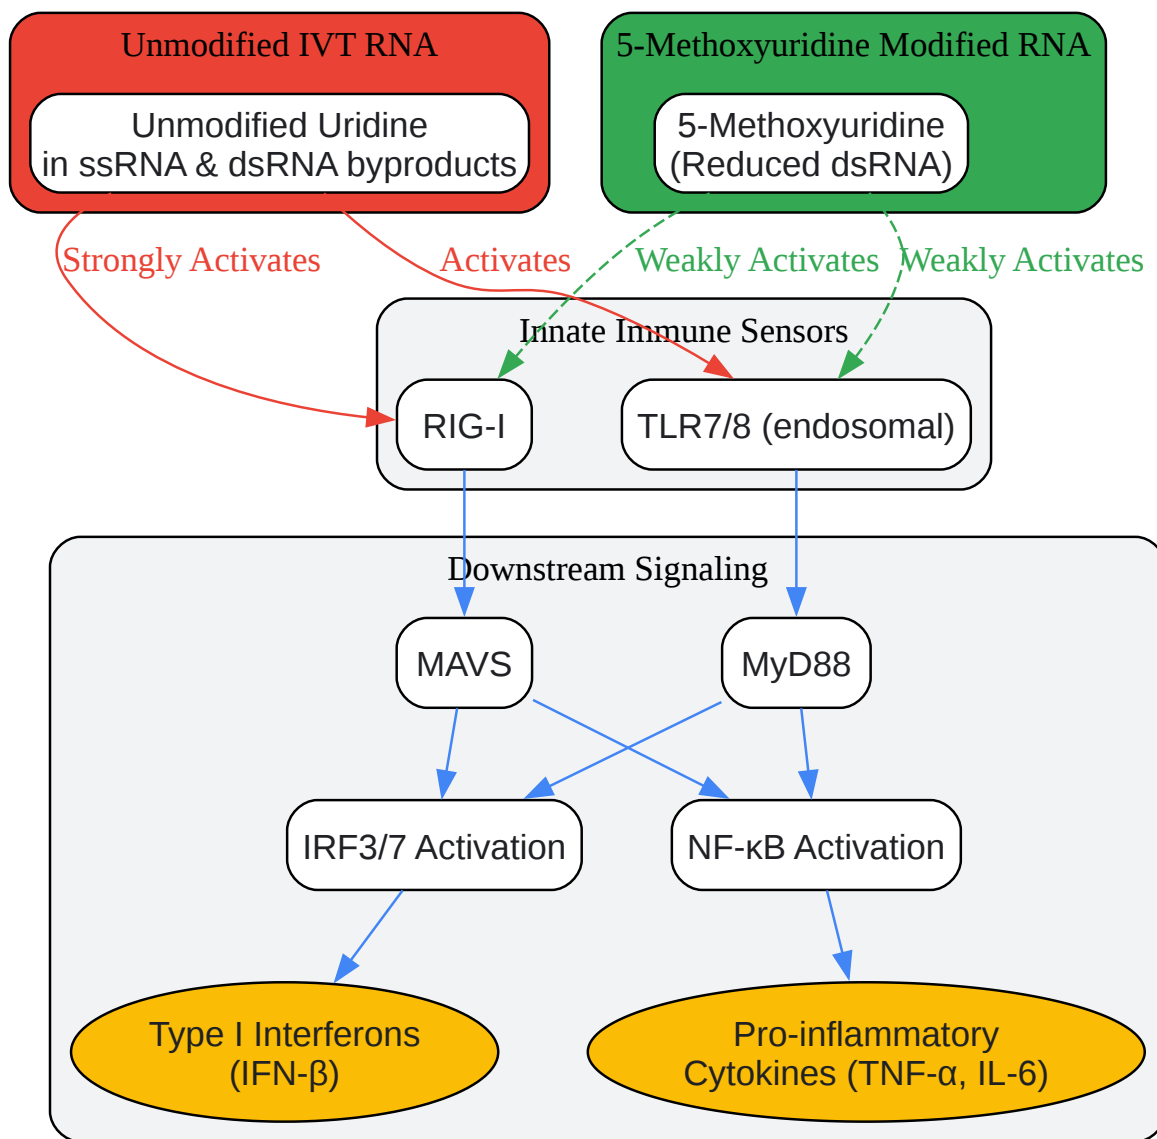 Unmodified IVT RNA
5-Methoxyuridine Modified RNA
Unmodified Uridine
in ssRNA & dsRNA byproducts
5-Methoxyuridine
(Reduced dsRNA)
Strongly Activates
Activates
Weakly Activates
Weakly Activates
Innate Immune Sensors
RIG-I
TLR7/8 (endosomal)
Downstream Signaling
MAVS
MyD88
IRF3/7 Activation
NF-κB Activation
Type I Interferons
(IFN-β)
Pro-inflammatory
Cytokines (TNF-α, IL-6)